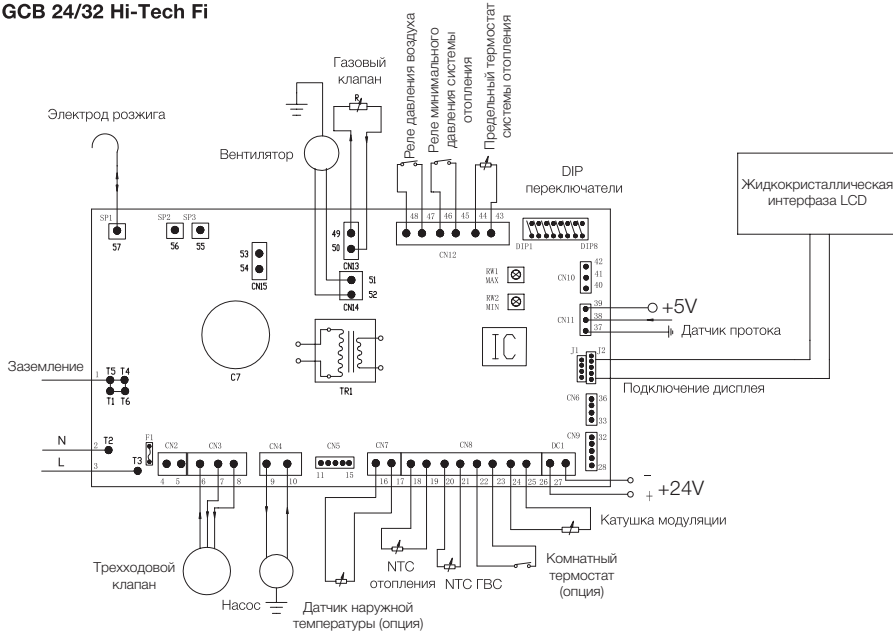 GCB 24/32 Hi-Tech Fi
Реле давления воздуха
Реле минимального
давления системы
отопления
Предельный термостат
системы отопления
Газовый
клапан
R
Электрод розжига
Вентилятор
DIP
переключатели
Жидкокристаллическая
интерфаза LCD
SP1
57
SP2
56
SP3
55
53
54
CN15
49
50
CN13
51
52
CN14
48 47 46 45 44 43
CN12
DIP1
DIP8
RW1
MAX
RW2
MIN
CN10
42
41
40
CN11
39
38
37
+5V
Датчик протока
IC
J1
J2
Подключение дисплея
C7
TR1
CN6
36
33
CN9
32
28
Заземление
1
T5 T4
T1 T6
N
2
T2
L
3
T3
F1
CN2
4 5
CN3
6 7 8
CN4
9 10
CN5
11 15
CN7
16 17
CN8
18 19 20 21 22 23 24 25
DC1
26 27
−
+
+24V
Катушка модуляции
Трехходовой
клапан
Насос
Датчик наружной
температуры (опция)
NTC
отопления
NTC ГВС
Комнатный
термостат
(опция)